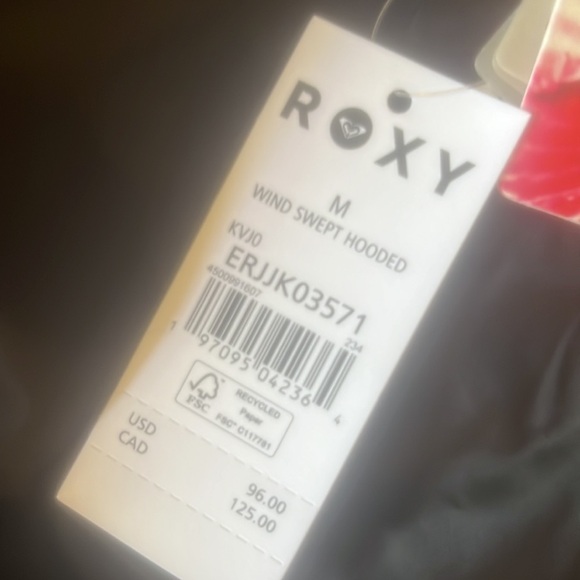 ROXY
M
WIND SWEPT HOODED
KVJ0
ERJJK03571
4500991607
234
1 97095 04236 4
FSC
RECYCLED
Paper
FSC® C117781
USD 96.00
CAD 125.00